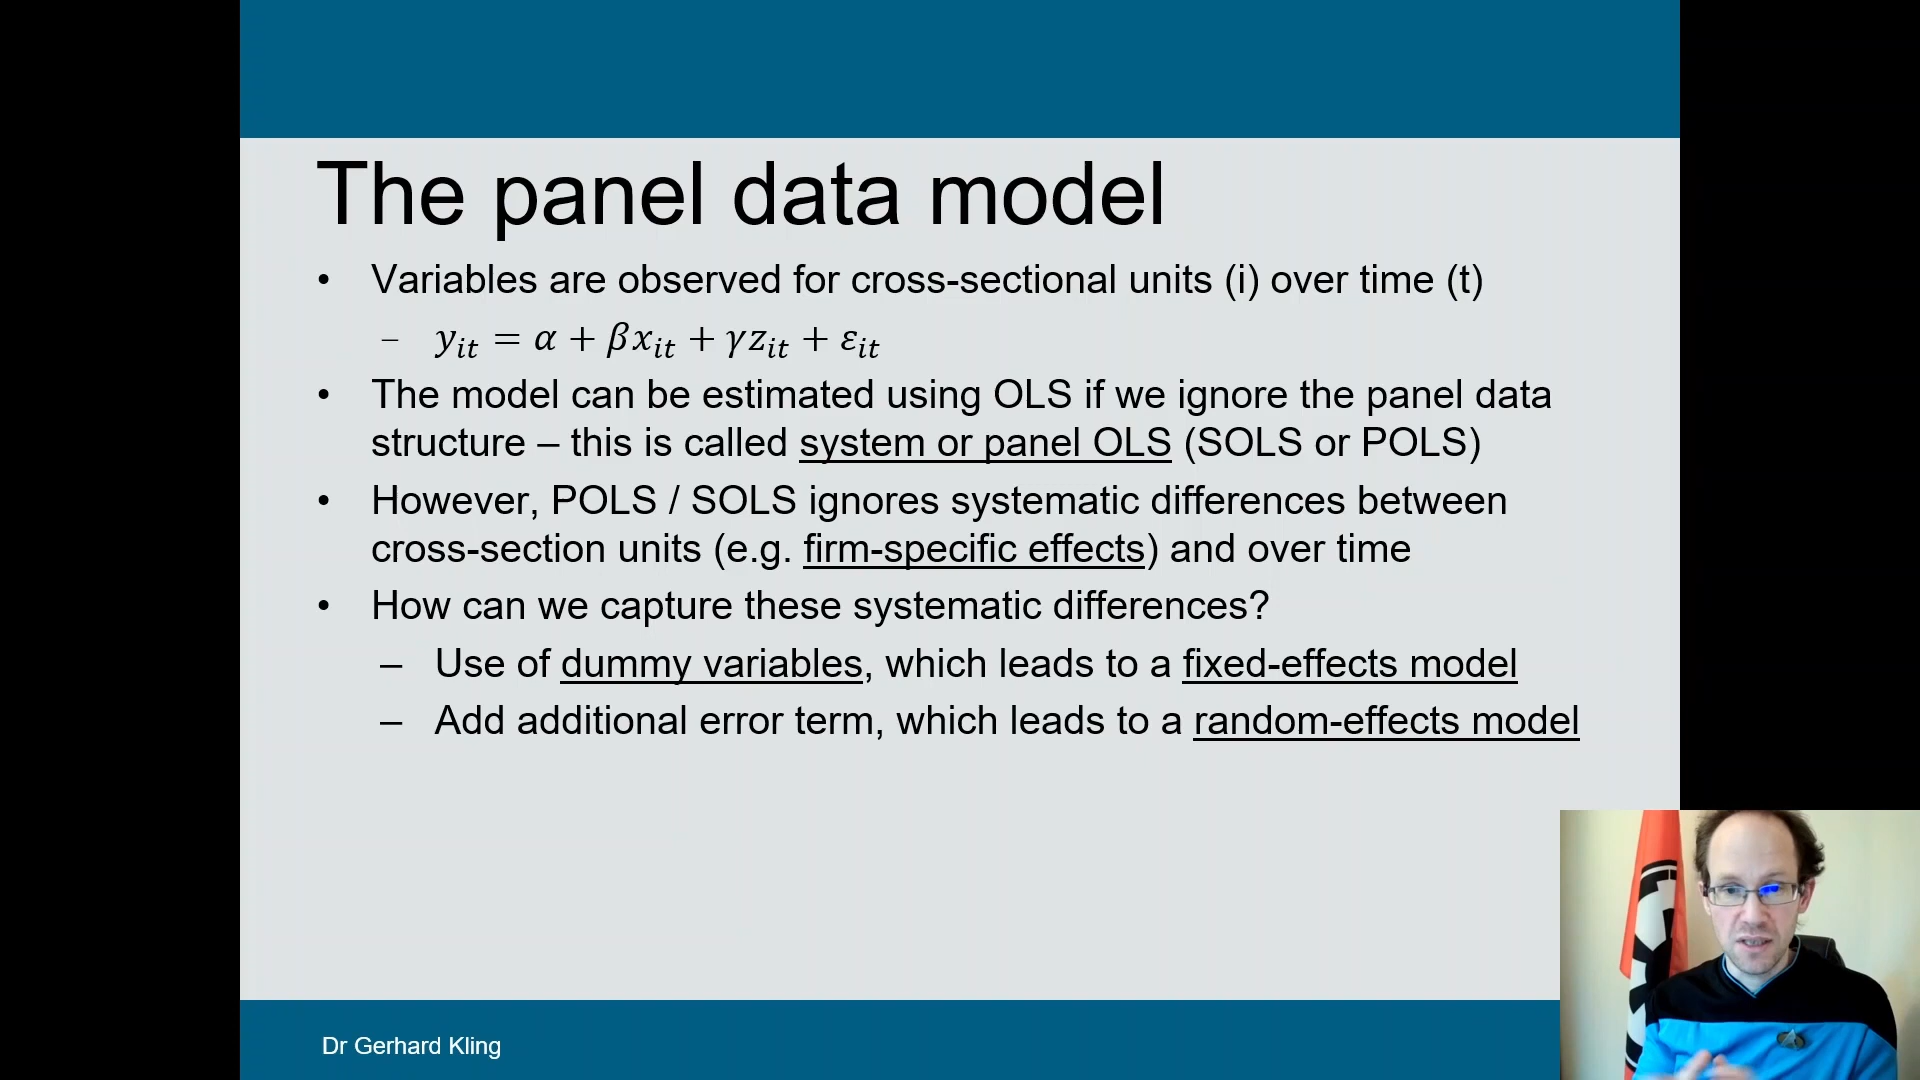 The panel data model
• Variables are observed for cross-sectional units (i) over time (t)
– 𝑦𝑖𝑡 = 𝛼 + 𝛽𝑥𝑖𝑡 + 𝛾𝑧𝑖𝑡 + 𝜀𝑖𝑡
• The model can be estimated using OLS if we ignore the panel data
structure – this is called system or panel OLS (SOLS or POLS)
• However, POLS / SOLS ignores systematic differences between
cross-section units (e.g. firm-specific effects) and over time
• How can we capture these systematic differences?
– Use of dummy variables, which leads to a fixed-effects model
– Add additional error term, which leads to a random-effects model
Dr Gerhard Kling